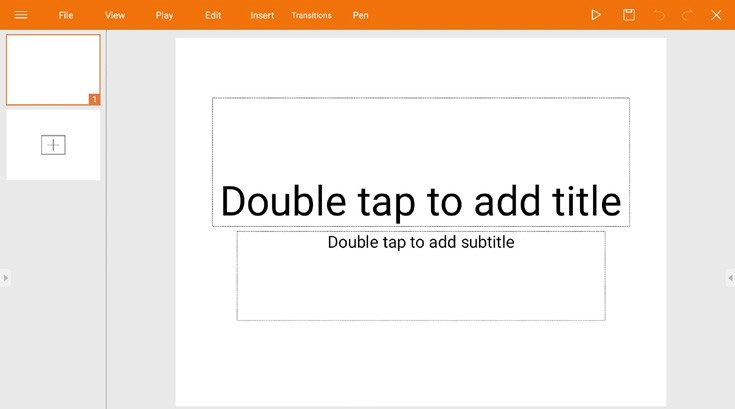 File View Play Edit Insert Transitions Pen
1
Double tap to add title
Double tap to add subtitle